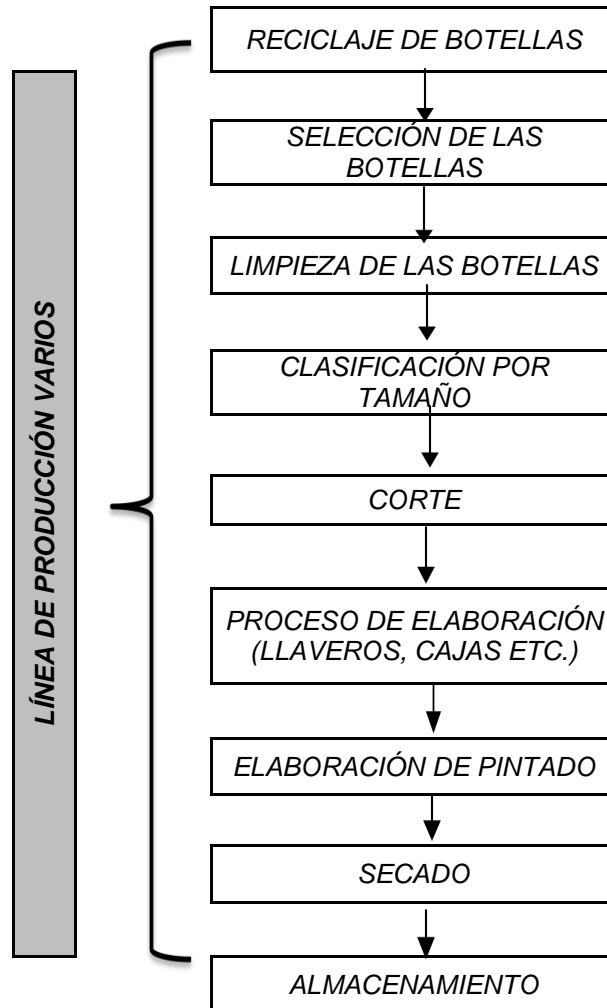 RECICLAJE DE BOTELLAS
SELECCIÓN DE LAS
BOTELLAS
LIMPIEZA DE LAS BOTELLAS
CLASIFICACIÓN POR
TAMAÑO
CORTE
PROCESO DE ELABORACIÓN
(LLAVEROS, CAJAS ETC.)
ELABORACIÓN DE PINTADO
SECADO
ALMACENAMIENTO
LÍNEA DE PRODUCCIÓN VARIOS